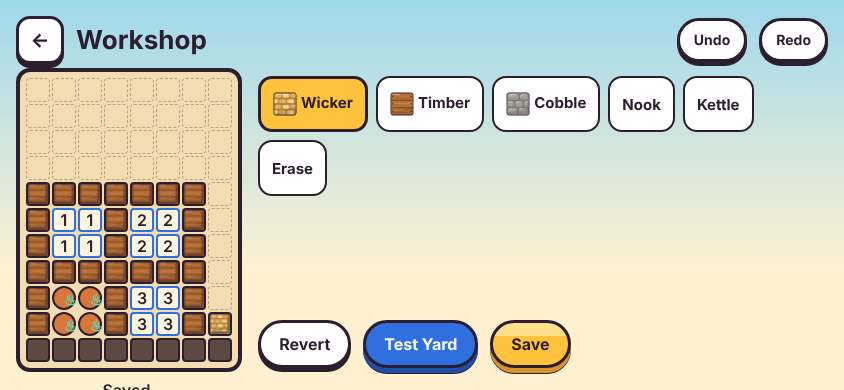 Workshop
Undo Redo
Wicker Timber Cobble Nook Kettle
Erase
1 1 2 2
1 1 2 2
3 3
3 3
Revert Test Yard Save
Saved